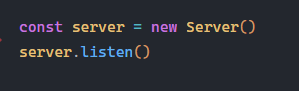 const server = new Server()
server.listen()